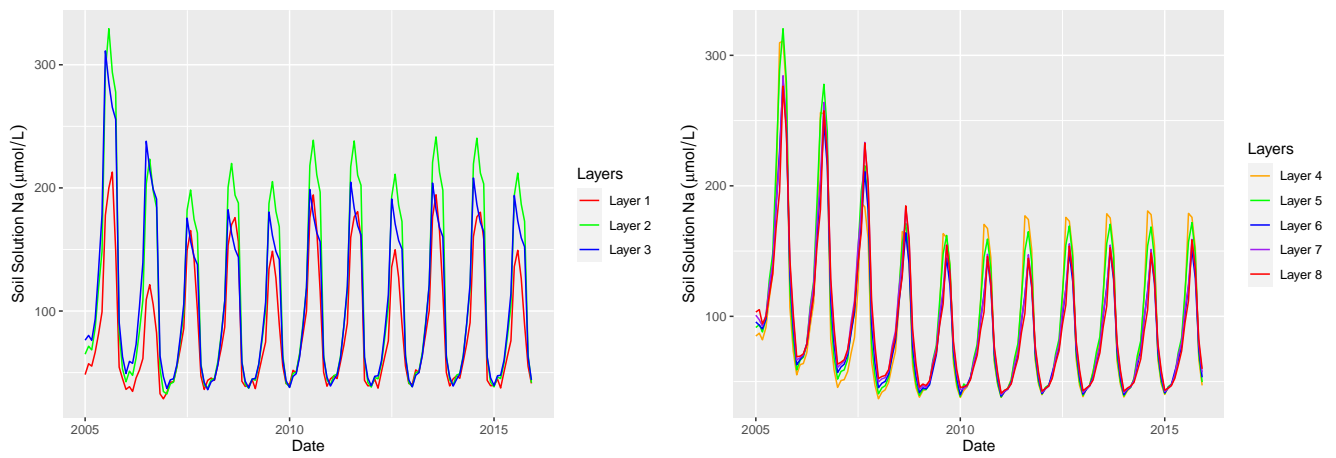 Soil Solution Na (μmol/L)
300
200
100
2005
2010
2015
Date
Layers
Layer 1
Layer 2
Layer 3
Soil Solution Na (μmol/L)
300
200
100
2005
2010
2015
Date
Layers
Layer 4
Layer 5
Layer 6
Layer 7
Layer 8